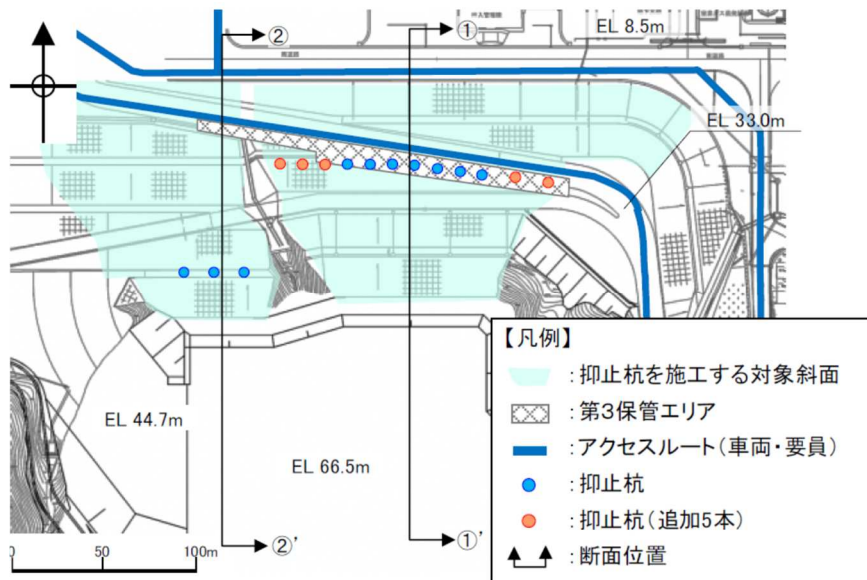 EL 8.5m
②
①
EL 33.0m
【凡例】
:抑止杭を施工する対象斜面
:第3保管エリア
:アクセスルート(車両・要員)
:抑止杭
:抑止杭(追加5本)
:断面位置
EL 44.7m
EL 66.5m
②'
①'
0 50 100m